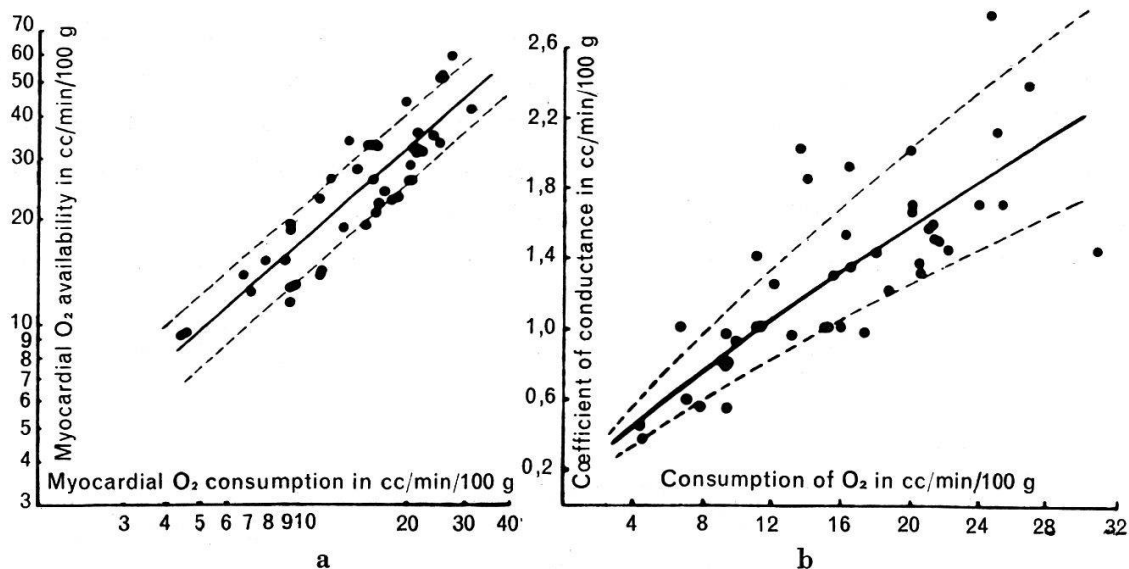 70
60
50
40
30
20
10
9
8
7
6
5
4
3
Myocardial O₂ availability in cc/min/100 g
Myocardial O₂ consumption in cc/min/100 g
3 4 5 6 7 8 9 10 20 30 40
a
2,6
2,2
1,8
1,4
1,0
0,6
0,2
Cœfficient of conductance in cc/min/100 g
Consumption of O₂ in cc/min/100 g
4 8 12 16 20 24 28 32
b